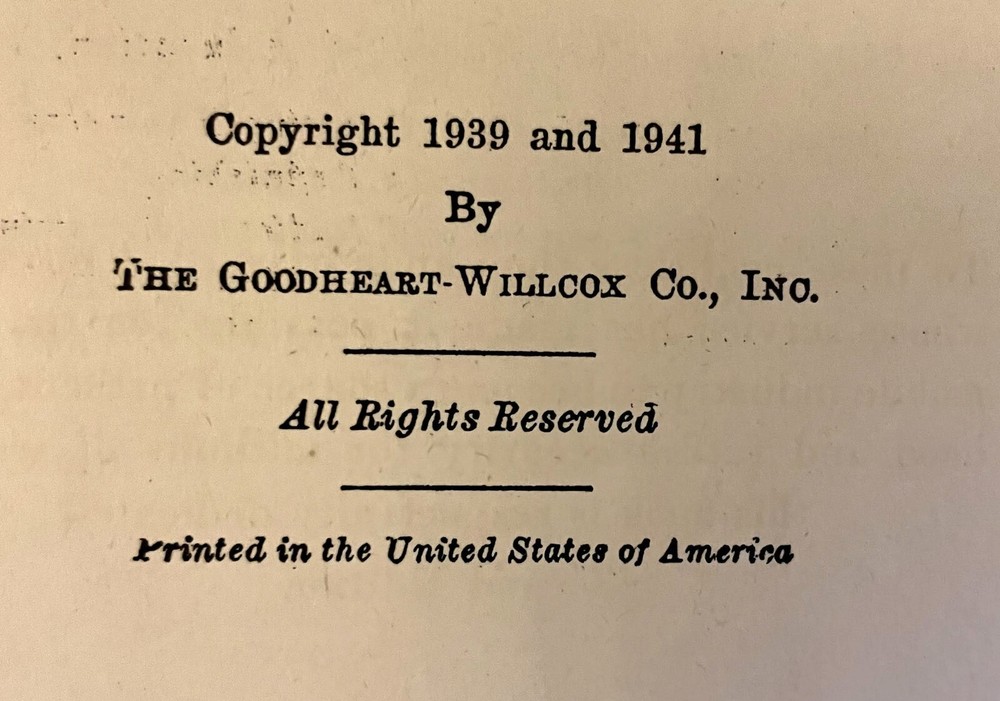 Copyright 1939 and 1941
By
THE GOODHEART-WILLCOX CO., INC.
All Rights Reserved
Printed in the United States of America